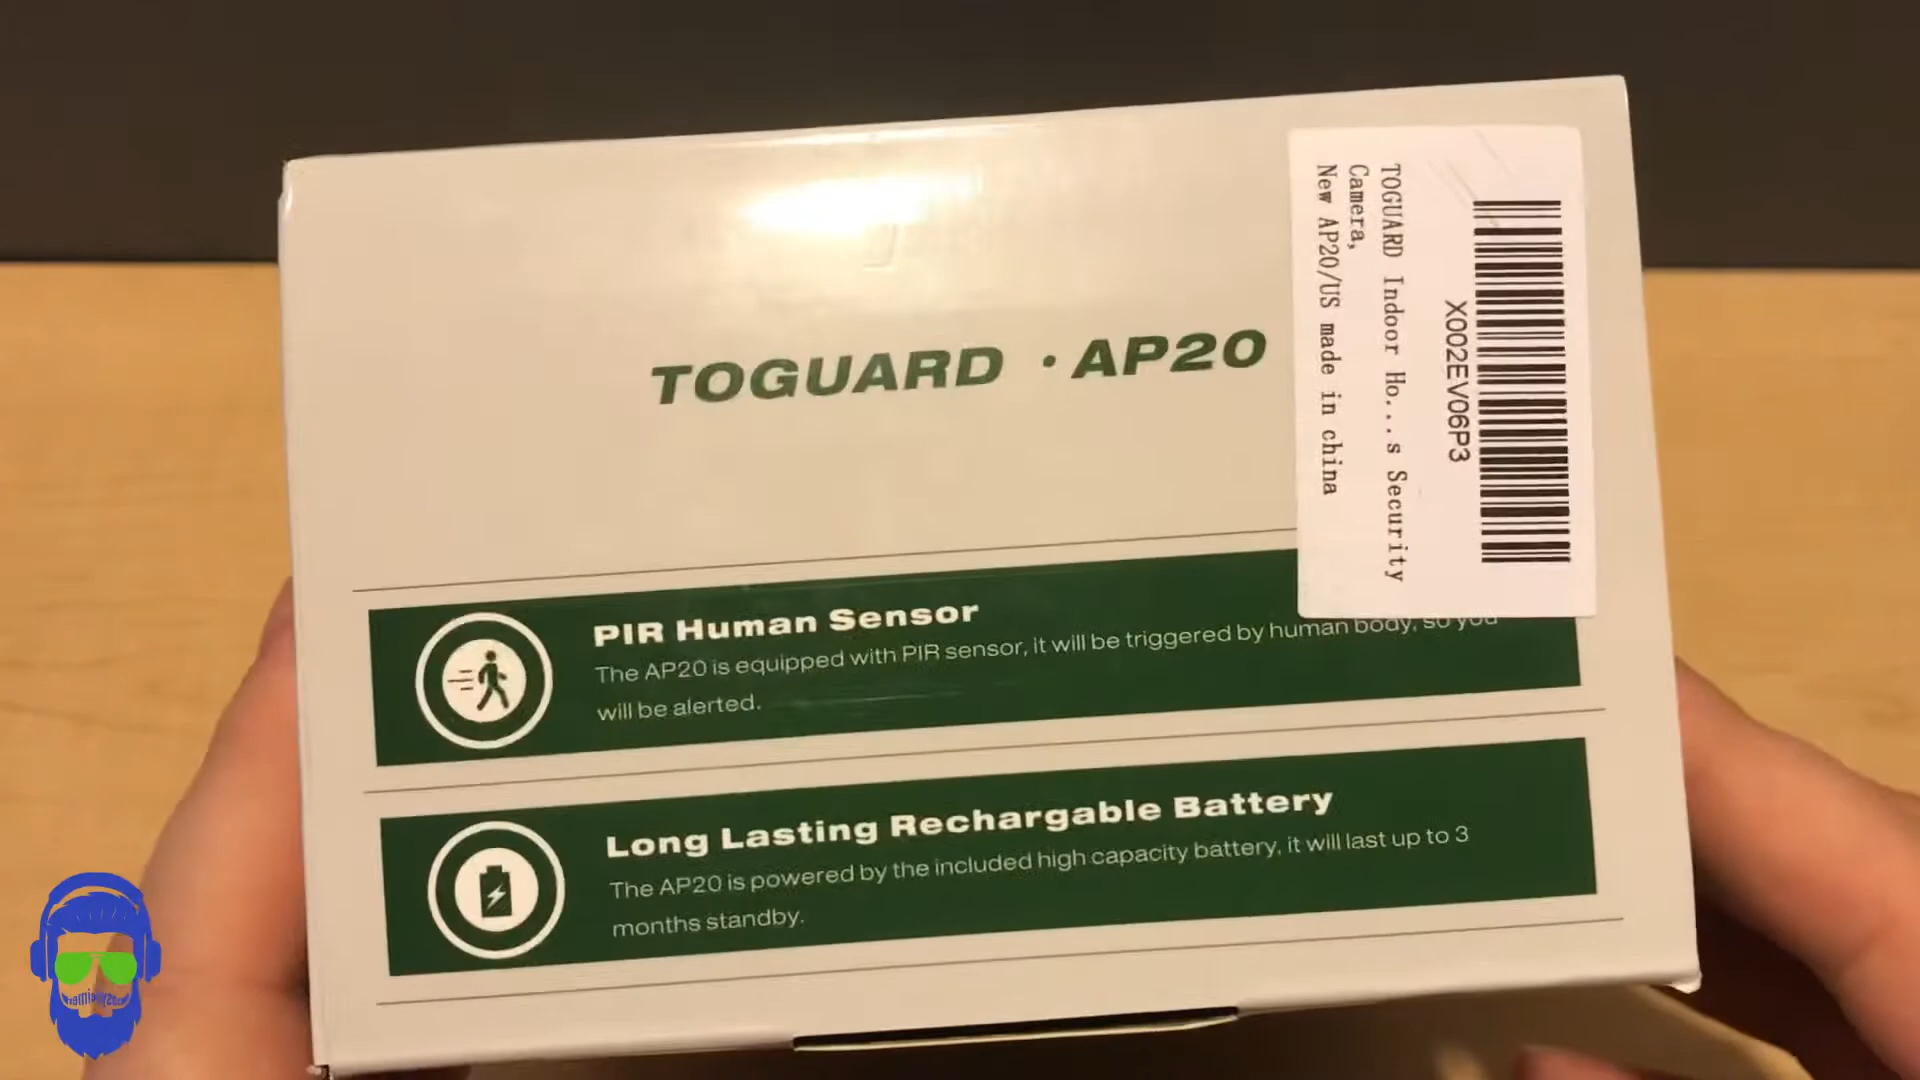 TOGUARD · AP20
TOGUARD Indoor Ho...s Security
Camera,
New AP20/US made in china
X002EV06P3
PIR Human Sensor
The AP20 is equipped with PIR sensor, it will be triggered by human body, so you
will be alerted.
Long Lasting Rechargable Battery
The AP20 is powered by the included high capacity battery, it will last up to 3
months standby.